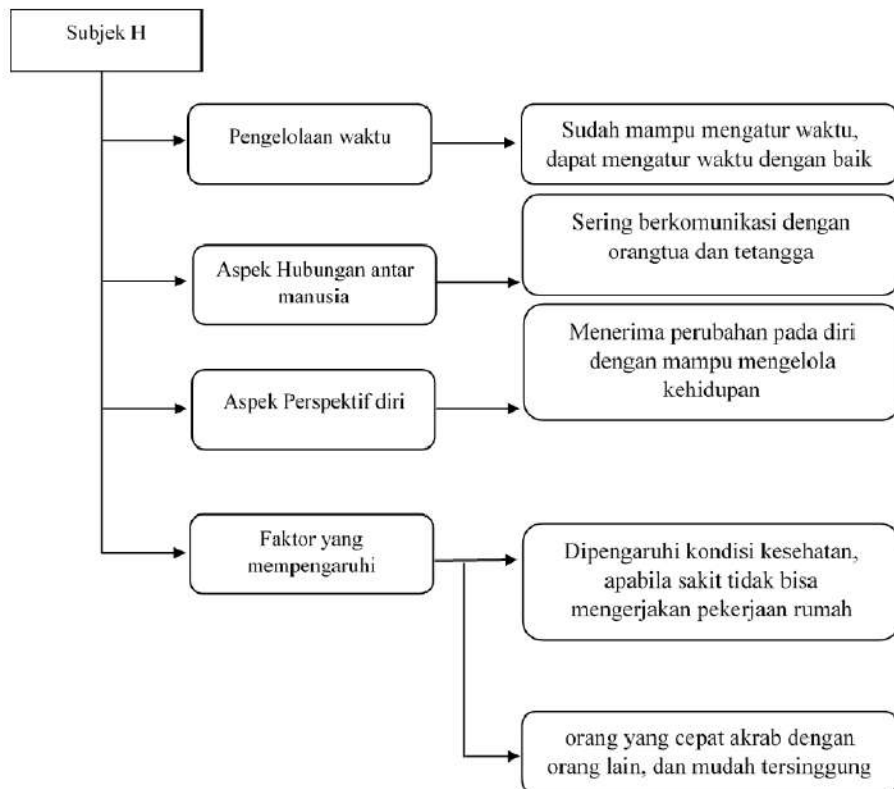 Subjek H
Pengelolaan waktu
Sudah mampu mengatur waktu,
dapat mengatur waktu dengan baik
Aspek Hubungan antar
manusia
Sering berkomunikasi dengan
orangtua dan tetangga
Aspek Perspektif diri
Menerima perubahan pada diri
dengan mampu mengelola
kehidupan
Faktor yang
mempengaruhi
Dipengaruhi kondisi kesehatan,
apabila sakit tidak bisa
mengerjakan pekerjaan rumah
orang yang cepat akrab dengan
orang lain, dan mudah tersinggung